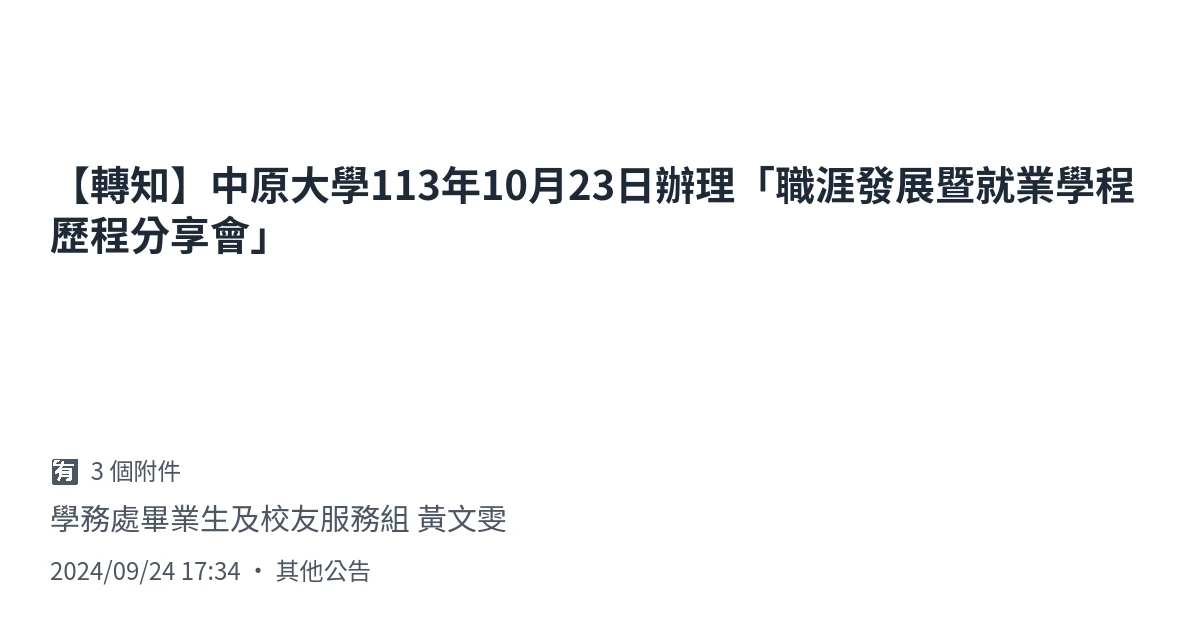 【轉知】中原大學113年10月23日辦理「職涯發展暨就業學程
歷程分享會」
有 3 個附件
學務處畢業生及校友服務組 黃文雯
2024/09/24 17:34 • 其他公告